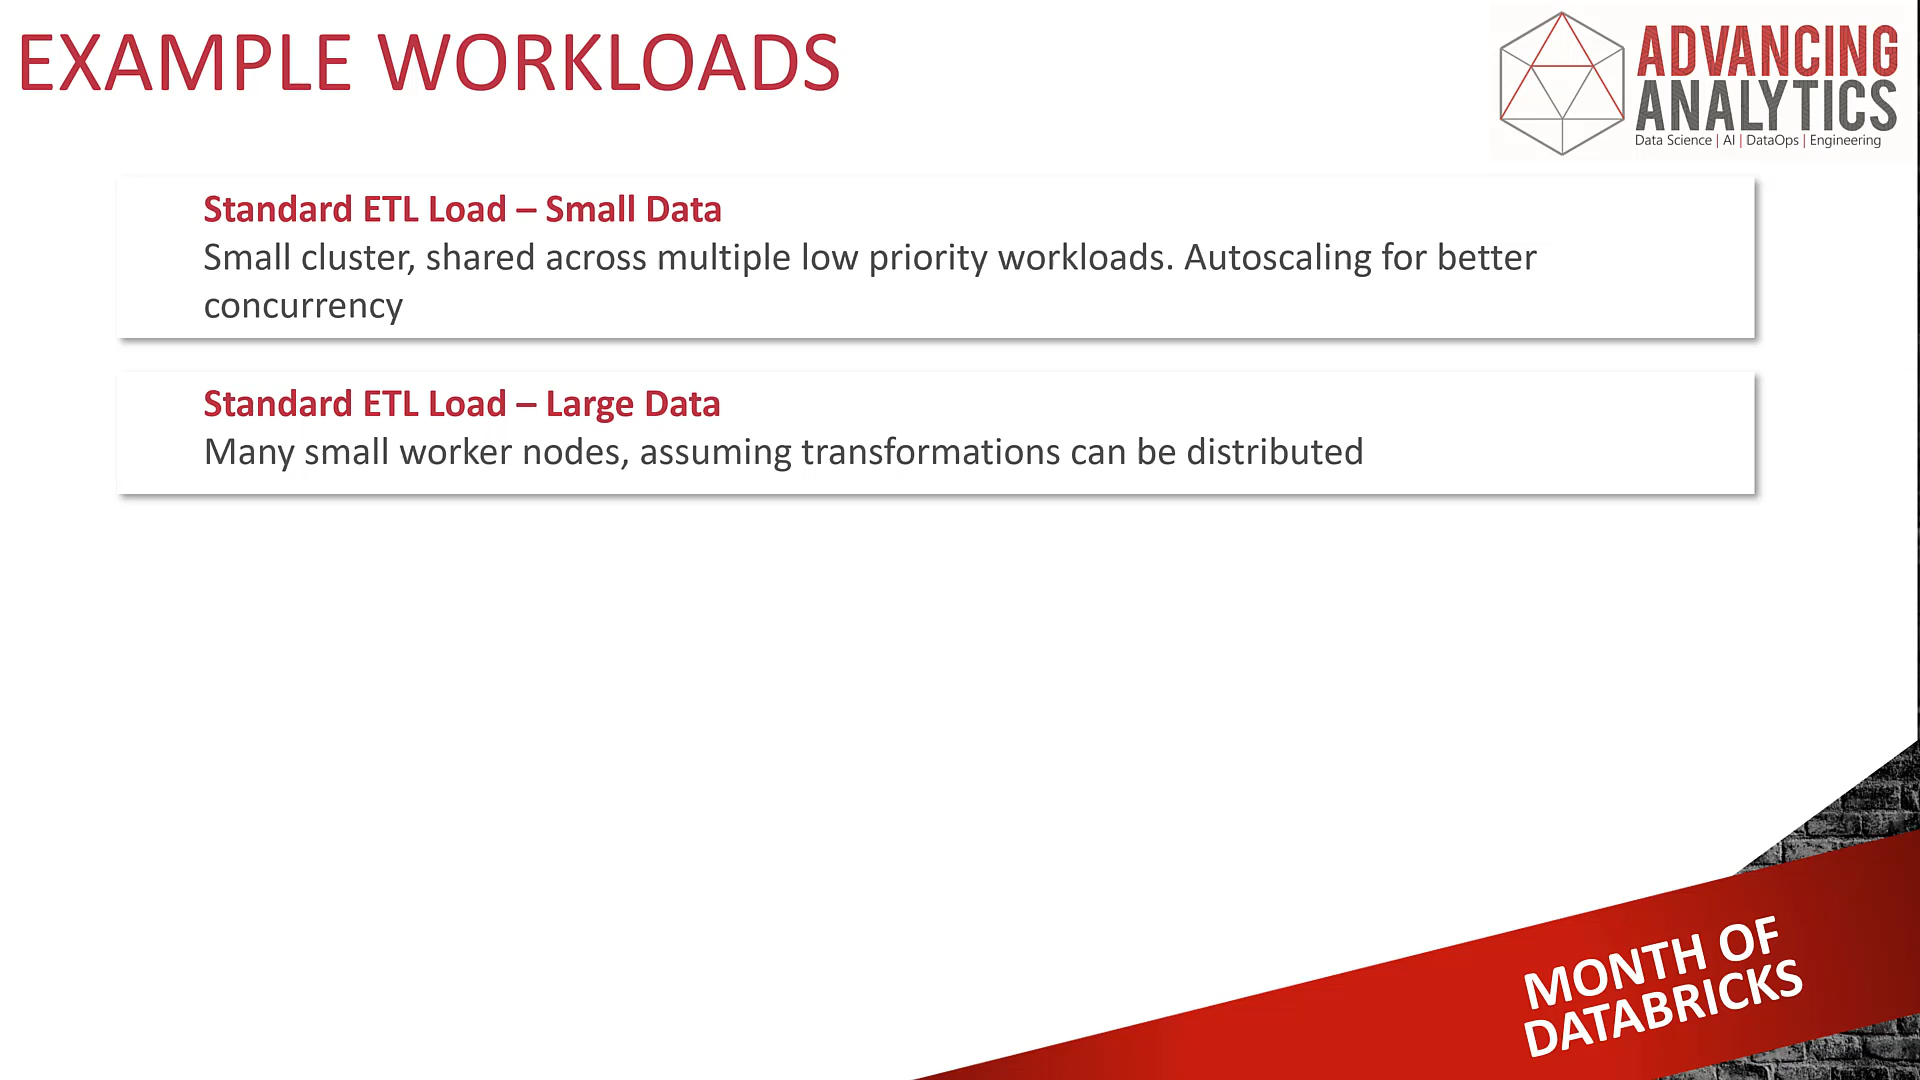 EXAMPLE WORKLOADS
ADVANCING
ANALYTICS
Data Science | AI | DataOps | Engineering
Standard ETL Load – Small Data
Small cluster, shared across multiple low priority workloads. Autoscaling for better
concurrency
Standard ETL Load – Large Data
Many small worker nodes, assuming transformations can be distributed
MONTH OF
DATABRICKS